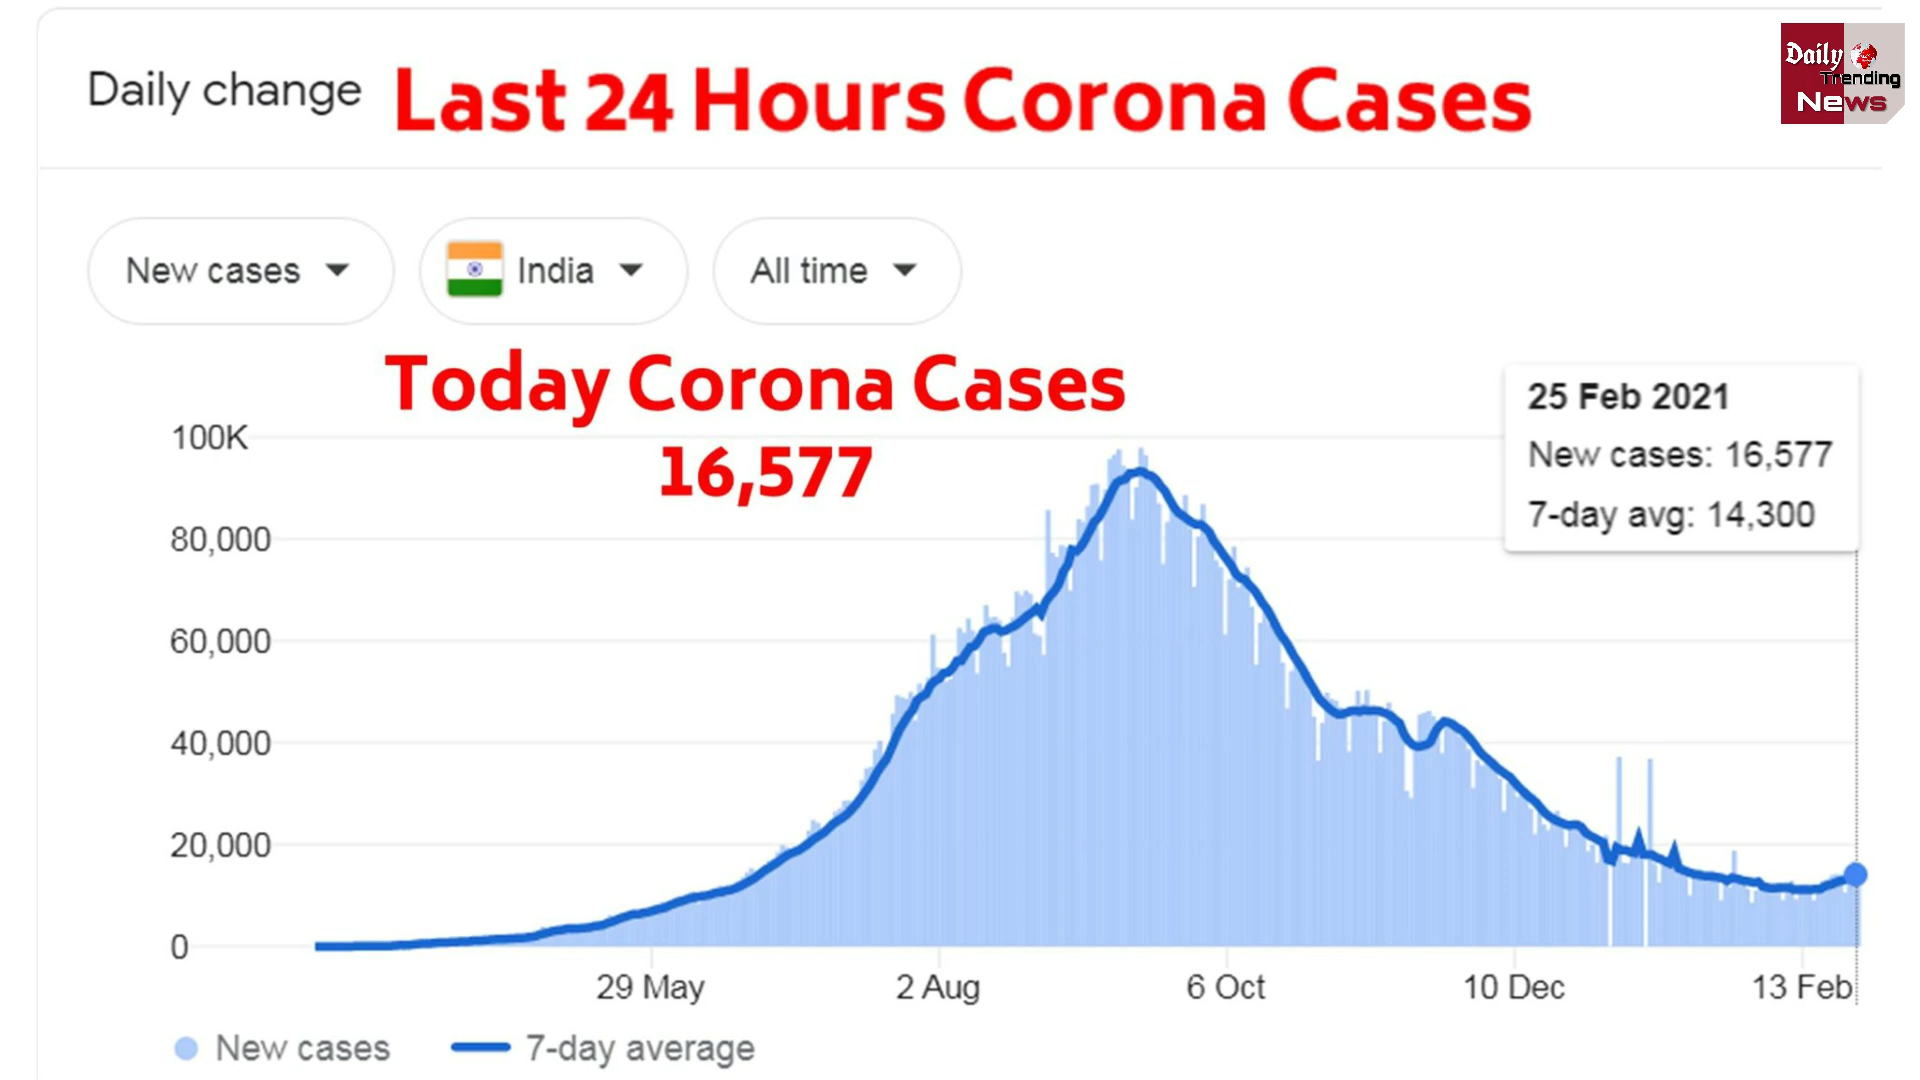 Daily change
Last 24 Hours Corona Cases
Daily
Trending
News
New cases
India
All time
Today Corona Cases
16,577
25 Feb 2021
New cases: 16,577
7-day avg: 14,300
100K
80,000
60,000
40,000
20,000
0
29 May
2 Aug
6 Oct
10 Dec
13 Feb
New cases
7-day average